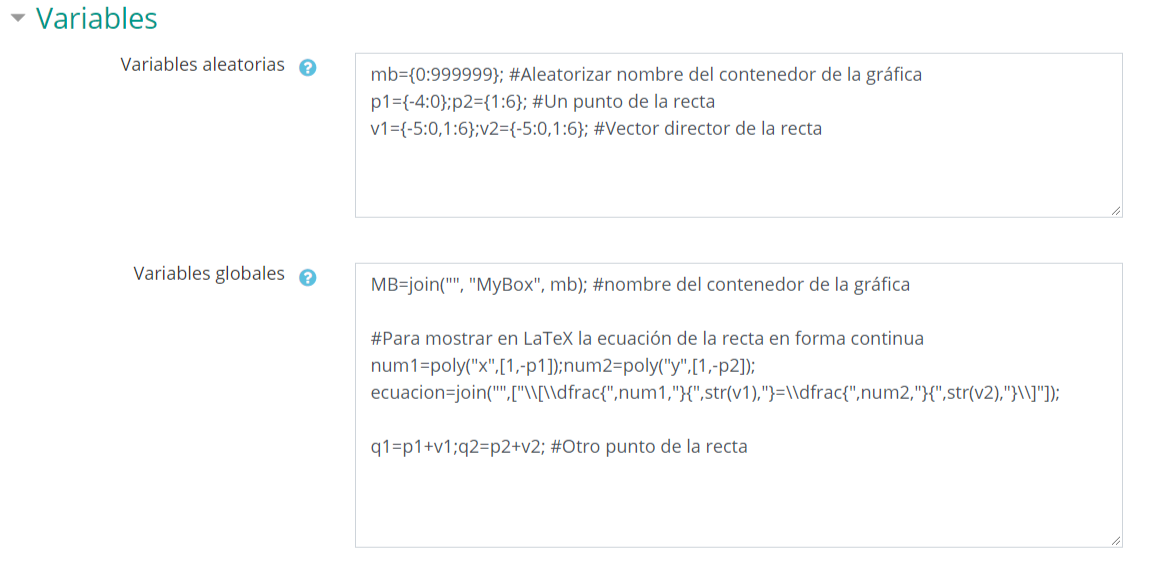 Variables
Variables aleatorias
mb={0:999999}; #Aleatorizar nombre del contenedor de la gráfica
p1={-4:0};p2={1:6}; #Un punto de la recta
v1={-5:0,1:6};v2={-5:0,1:6}; #Vector director de la recta
Variables globales
MB=join("", "MyBox", mb); #nombre del contenedor de la gráfica
#Para mostrar en LaTeX la ecuación de la recta en forma continua
num1=poly("x",[1,-p1]);num2=poly("y",[1,-p2]);
ecuacion=join("",["\\[\\dfrac{",num1,"}{",str(v1),"}=\\dfrac{",num2,"}{",str(v2),"}\\]"]);
q1=p1+v1;q2=p2+v2; #Otro punto de la recta